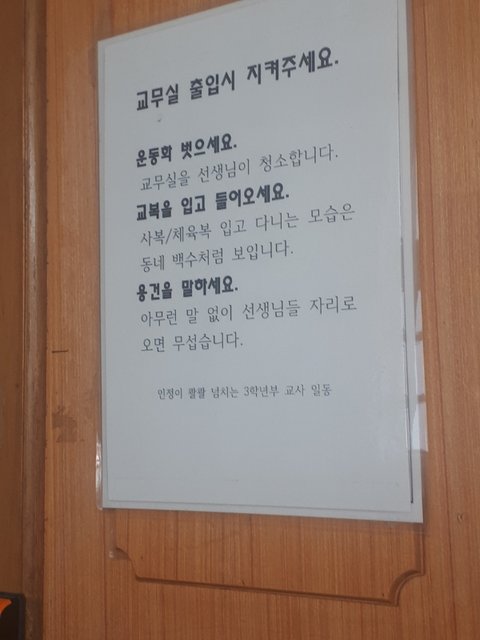 교무실 출입시 지켜주세요.
운동화 벗으세요.
교무실을 선생님이 청소합니다.
교복을 입고 들어오세요.
사복/체육복 입고 다니는 모습은
동네 백수처럼 보입니다.
용건을 말하세요.
아무런 말 없이 선생님들 자리로
오면 무섭습니다.
인정이 콸콸 넘치는 3학년부 교사 일동